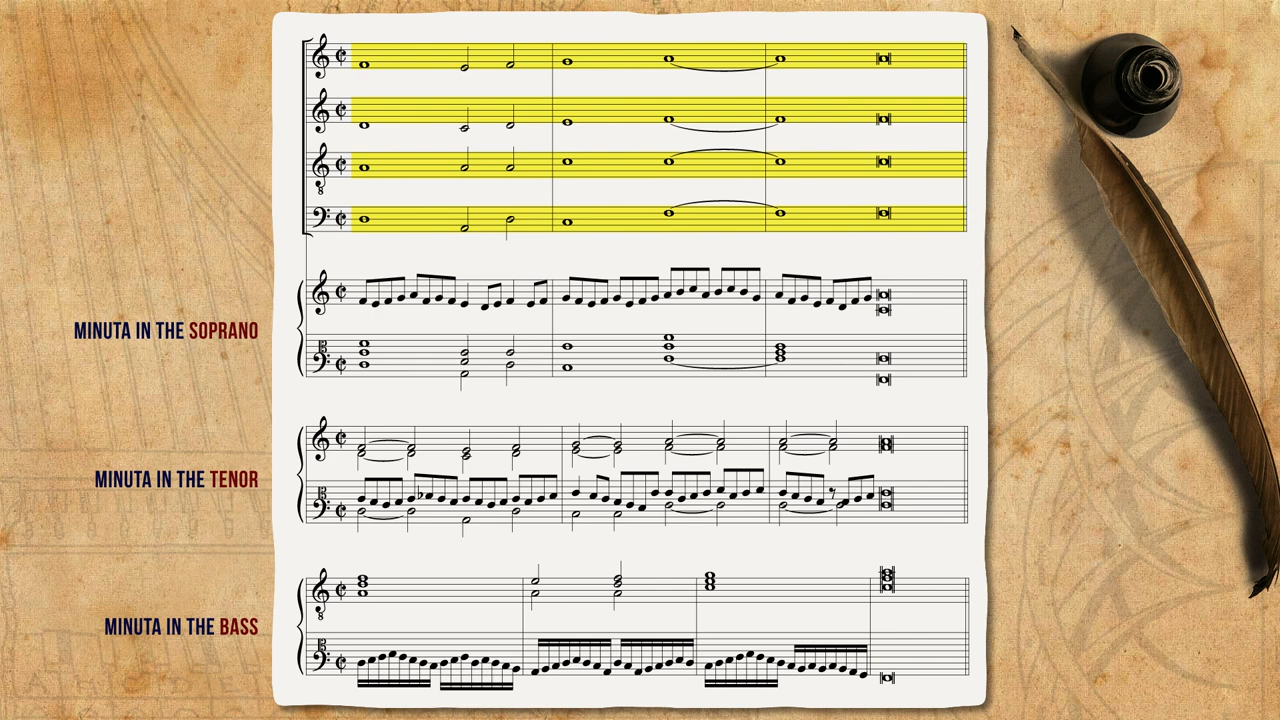 MINUTA IN THE SOPRANO
MINUTA IN THE TENOR
MINUTA IN THE BASS